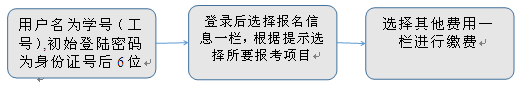 用户名为学号（工
号),初始登陆密码
为身份证号后 6 位
登录后选择报名信
息一栏，根据提示选
择所要报考项目
选择其他费用一
栏进行缴费